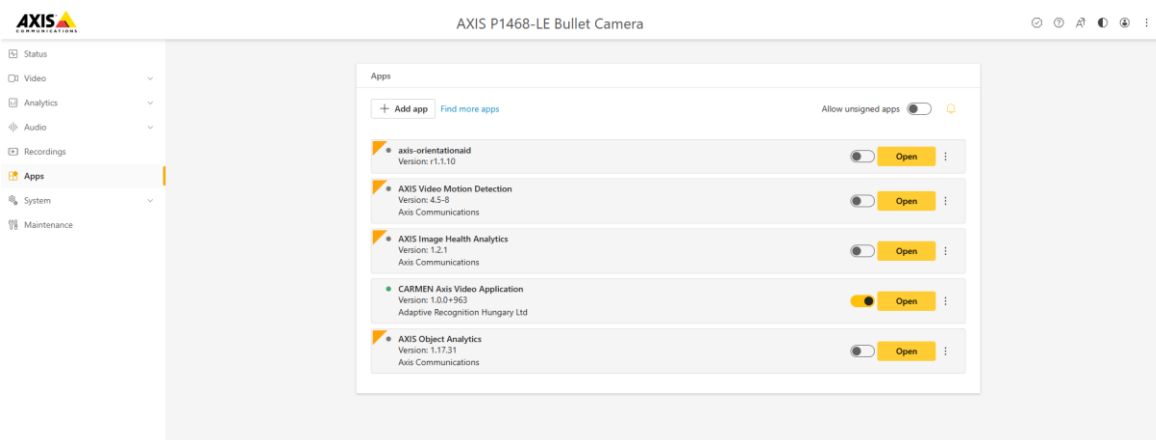 AXIS
COMMUNICATIONS
AXIS P1468-LE Bullet Camera
Status
Video
Analytics
Audio
Recordings
Apps
System
Maintenance
Apps
Add app
Find more apps
Allow unsigned apps
axis-orientationaid
Version: r1.1.10
Open
AXIS Video Motion Detection
Version: 4.5-8
Axis Communications
Open
AXIS Image Health Analytics
Version: 1.2.1
Axis Communications
Open
CARMEN Axis Video Application
Version: 1.0.0+963
Adaptive Recognition Hungary Ltd
Open
AXIS Object Analytics
Version: 1.17.31
Axis Communications
Open